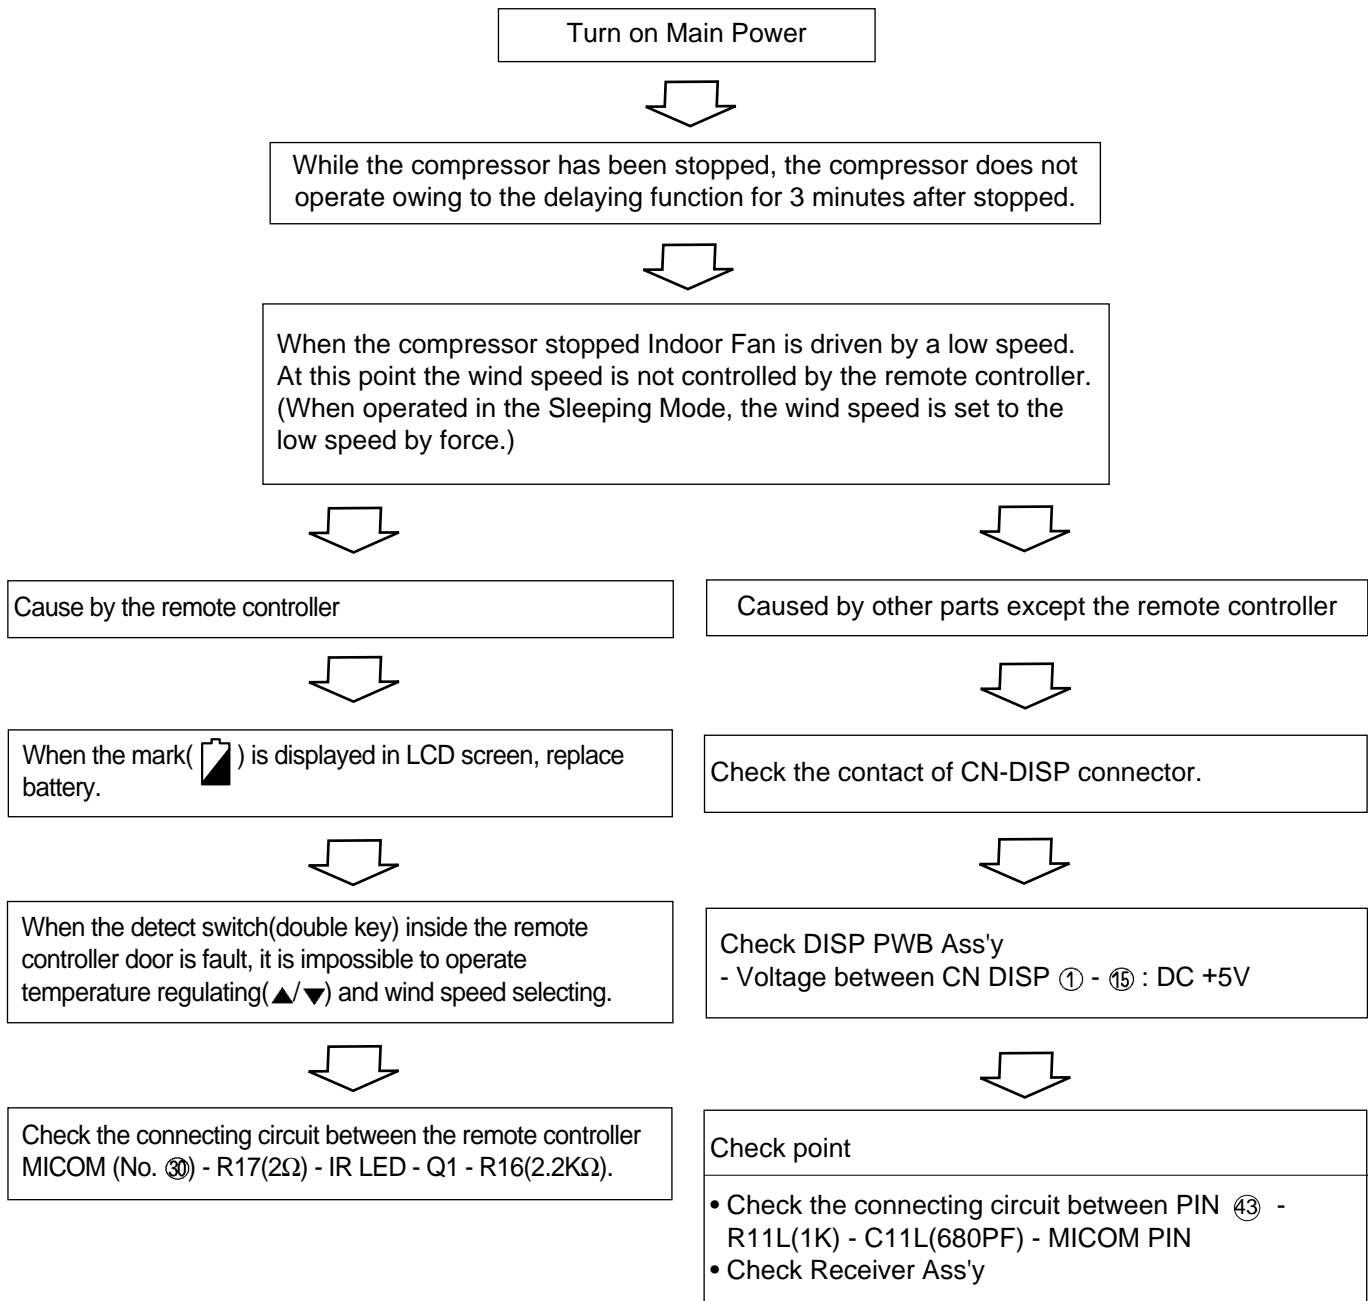 Turn on Main Power
While the compressor has been stopped, the compressor does not
operate owing to the delaying function for 3 minutes after stopped.
When the compressor stopped Indoor Fan is driven by a low speed.
At this point the wind speed is not controlled by the remote controller.
(When operated in the Sleeping Mode, the wind speed is set to the
low speed by force.)
Cause by the remote controller
When the mark( ) is displayed in LCD screen, replace
battery.
When the detect switch(double key) inside the remote
controller door is fault, it is impossible to operate
temperature regulating(▲/▼) and wind speed selecting.
Check the connecting circuit between the remote controller
MICOM (No. ㉚) - R17(2Ω) - IR LED - Q1 - R16(2.2KΩ).
Caused by other parts except the remote controller
Check the contact of CN-DISP connector.
Check DISP PWB Ass'y
- Voltage between CN DISP ① - ⑮ : DC +5V
Check point
• Check the connecting circuit between PIN ㊸ -
R11L(1K) - C11L(680PF) - MICOM PIN
• Check Receiver Ass'y